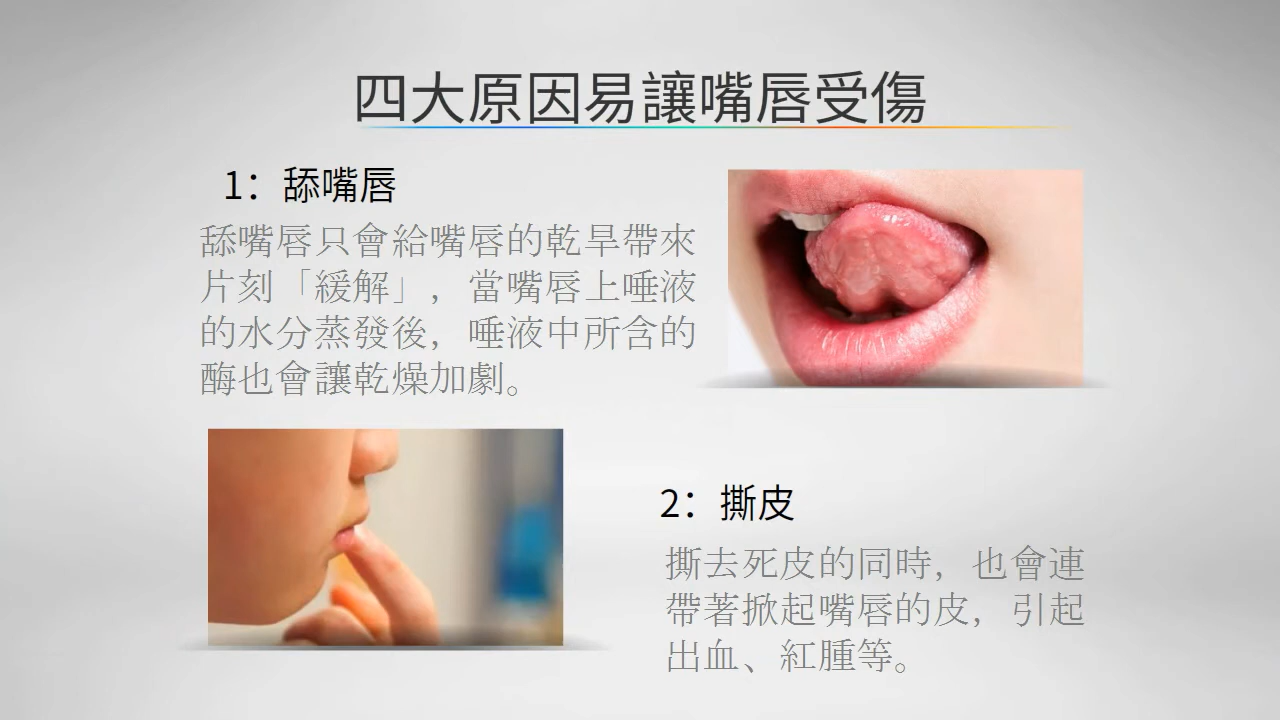 四大原因易讓嘴唇受傷
1：舔嘴唇
舔嘴唇只會給嘴唇的乾旱帶來
片刻「緩解」，當嘴唇上唾液
的水分蒸發後，唾液中所含的
酶也會讓乾燥加劇。
2：撕皮
撕去死皮的同時，也會連
帶著掀起嘴唇的皮，引起
出血、紅腫等。